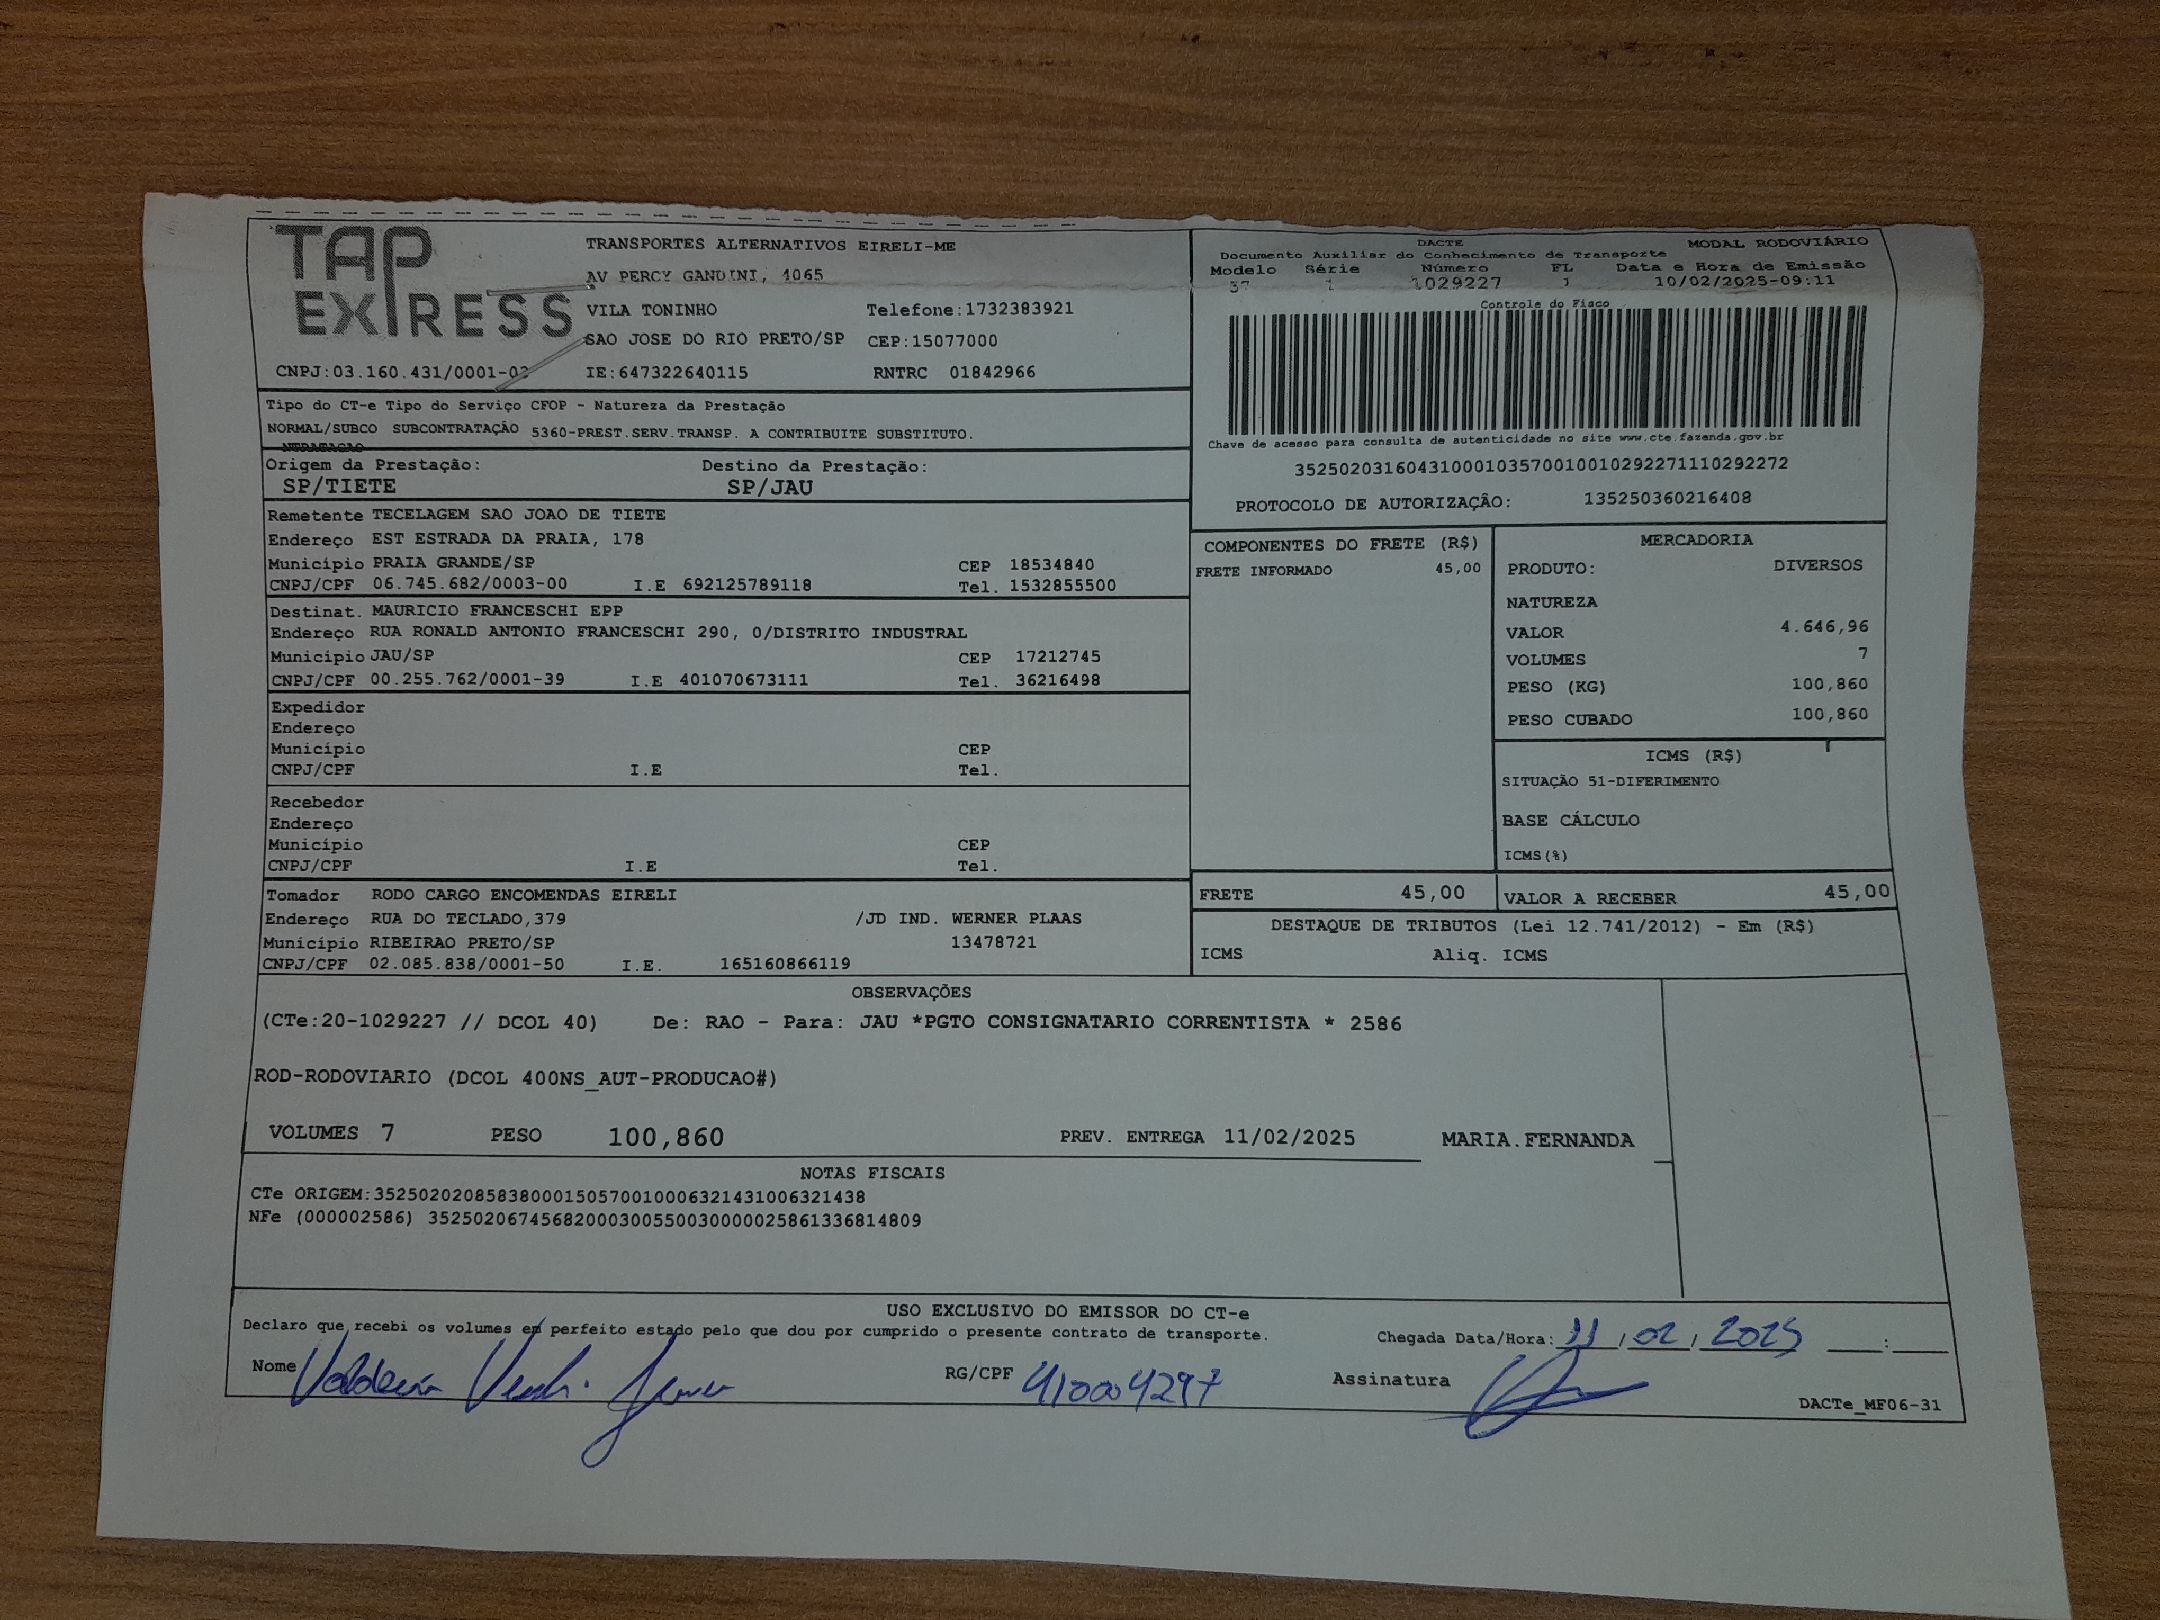 TAP
EXPRESS
TRANSPORTES ALTERNATIVOS EIRELI-ME
AV PERCY GANDINI, 1065
VILA TONINHO Telefone:1732383921
SAO JOSE DO RIO PRETO/SP CEP:15077000
CNPJ:03.160.431/0001-03 IE:647322640115 RNTRC 01842966
DACTE MODAL RODOVIÁRIO
Documento Auxiliar do Conhecimento de Transporte
Modelo Série Número FL Data e Hora de Emissão
37 1 1029227 1 10/02/2025-09:11
Controle do Fisco
Chave de acesso para consulta de autenticidade no site www.cte.fazenda.gov.br
35250203160431000103570010010292271110292272
PROTOCOLO DE AUTORIZAÇÃO: 135250360216408
Tipo do CT-e Tipo do Serviço CFOP - Natureza da Prestação
NORMAL/SUBCO SUBCONTRATAÇÃO 5360-PREST.SERV.TRANSP. A CONTRIBUITE SUBSTITUTO.
NTRATACAO
Origem da Prestação: Destino da Prestação:
SP/TIETE SP/JAU
Remetente TECELAGEM SAO JOAO DE TIETE
Endereço EST ESTRADA DA PRAIA, 178
Município PRAIA GRANDE/SP CEP 18534840
CNPJ/CPF 06.745.682/0003-00 I.E 692125789118 Tel. 1532855500
Destinat. MAURICIO FRANCESCHI EPP
Endereço RUA RONALD ANTONIO FRANCESCHI 290, 0/DISTRITO INDUSTRAL
Município JAU/SP CEP 17212745
CNPJ/CPF 00.255.762/0001-39 I.E 401070673111 Tel. 36216498
Expedidor
Endereço
Município CEP
CNPJ/CPF I.E Tel.
Recebedor
Endereço
Município CEP
CNPJ/CPF I.E Tel.
Tomador RODO CARGO ENCOMENDAS EIRELI
Endereço RUA DO TECLADO,379 /JD IND. WERNER PLAAS
Município RIBEIRAO PRETO/SP 13478721
CNPJ/CPF 02.085.838/0001-50 I.E. 165160866119
COMPONENTES DO FRETE (R$)
FRETE INFORMADO 45,00
MERCADORIA
PRODUTO: DIVERSOS
NATUREZA
VALOR 4.646,96
VOLUMES 7
PESO (KG) 100,860
PESO CUBADO 100,860
ICMS (R$)
SITUAÇÃO 51-DIFERIMENTO
BASE CÁLCULO
ICMS(%)
FRETE 45,00 VALOR A RECEBER 45,00
DESTAQUE DE TRIBUTOS (Lei 12.741/2012) - Em (R$)
ICMS Aliq. ICMS
OBSERVAÇÕES
(CTe:20-1029227 // DCOL 40) De: RAO - Para: JAU *PGTO CONSIGNATARIO CORRENTISTA * 2586
ROD-RODOVIARIO (DCOL 400NS_AUT-PRODUCAO#)
VOLUMES 7 PESO 100,860 PREV. ENTREGA 11/02/2025 MARIA.FERNANDA
NOTAS FISCAIS
CTe ORIGEM:35250202085838000150570010006321431006321438
NFe (000002586) 35250206745682000300550030000025861336814809
USO EXCLUSIVO DO EMISSOR DO CT-e
Declaro que recebi os volumes em perfeito estado pelo que dou por cumprido o presente contrato de transporte. Chegada Data/Hora: 11/02/2025 :
Nome RG/CPF 410004297 Assinatura
DACTe_MF06-31